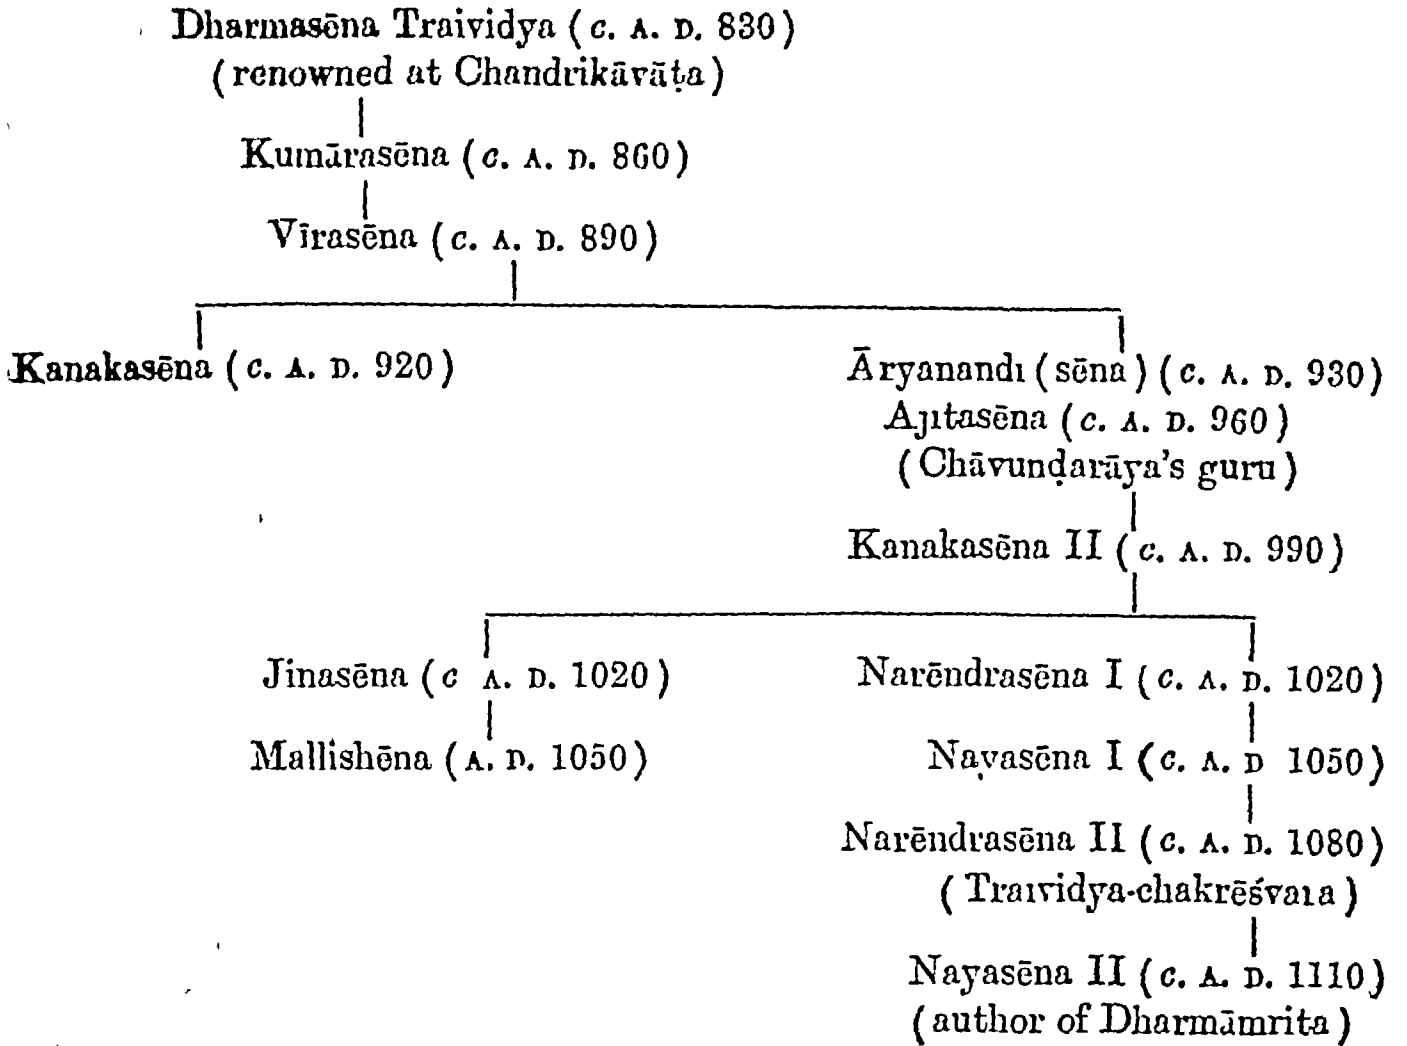 Dharmasēna Traividya (c. A. D. 830)
(renowned at Chandrikāvāṭa)
Kumārasēna (c. A. D. 860)
Vīrasēna (c. A. D. 890)
Kanakasēna (c. A. D. 920)
Āryanandi (sēna) (c. A. D. 930)
Ajitasēna (c. A. D. 960)
(Chāvuṇḍarāya's guru)
Kanakasēna II (c. A. D. 990)
Jinasēna (c A. D. 1020)
Narēndrasēna I (c. A. D. 1020)
Mallishēna (A. D. 1050)
Nayasēna I (c. A. D 1050)
Narēndrasēna II (c. A. D. 1080)
(Traividya-chakrēśvara)
Nayasēna II (c. A. D. 1110)
(author of Dharmāmrita)